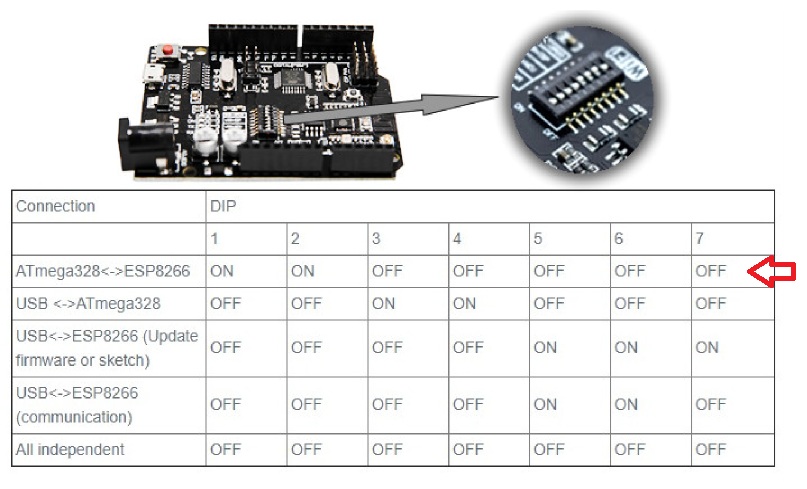 WIFI
Connection DIP
1 2 3 4 5 6 7
ATmega328<->ESP8266 ON ON OFF OFF OFF OFF OFF
USB <->ATmega328 OFF OFF ON ON OFF OFF OFF
USB<->ESP8266 (Update
firmware or sketch) OFF OFF OFF OFF ON ON ON
USB<->ESP8266
(communication) OFF OFF OFF OFF ON ON OFF
All independent OFF OFF OFF OFF OFF OFF OFF